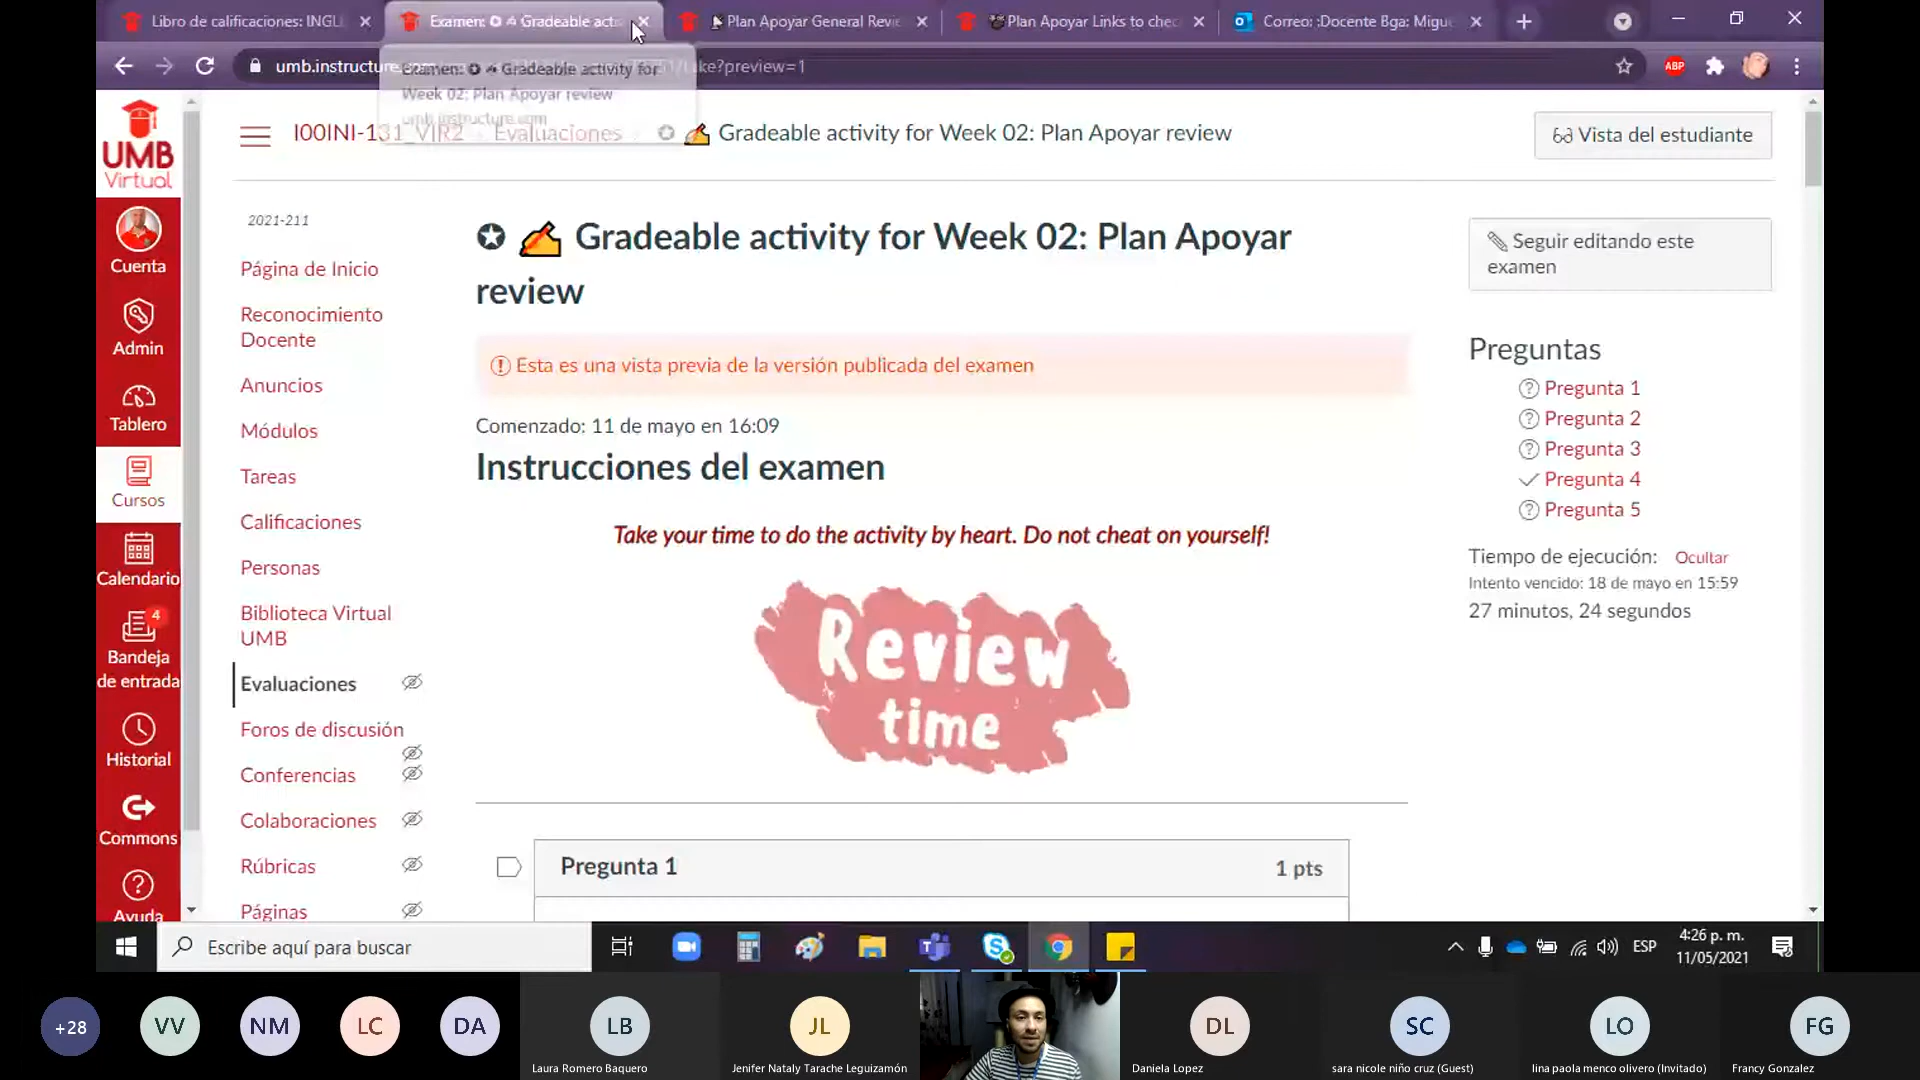 Libro de calificaciones: INGL
Examen: ✪ ✍ Gradeable acti
Plan Apoyar General Revie
Plan Apoyar Links to chec
Correo: :Docente Bga: Migu
umb.instructure.
ke?preview=1
Examen: ✪ ✍ Gradeable activity for
Week 02: Plan Apoyar review
umb.instructure.com
UMB
Virtual
I00INI-131_VIR2
Evaluaciones
Gradeable activity for Week 02: Plan Apoyar review
Vista del estudiante
Cuenta
Admin
Tablero
Cursos
Calendario
4
Bandeja
de entrada
Historial
Commons
Ayuda
2021-211
Página de Inicio
Reconocimiento
Docente
Anuncios
Módulos
Tareas
Calificaciones
Personas
Biblioteca Virtual
UMB
Evaluaciones
Foros de discusión
Conferencias
Colaboraciones
Rúbricas
Páginas
✪ ✍ Gradeable activity for Week 02: Plan Apoyar
review
Esta es una vista previa de la versión publicada del examen
Comenzado: 11 de mayo en 16:09
Instrucciones del examen
Take your time to do the activity by heart. Do not cheat on yourself!
Review
time
Pregunta 1
1 pts
Seguir editando este
examen
Preguntas
Pregunta 1
Pregunta 2
Pregunta 3
Pregunta 4
Pregunta 5
Tiempo de ejecución: Ocultar
Intento vencido: 18 de mayo en 15:59
27 minutos, 24 segundos
ABP
Escribe aquí para buscar
ESP
4:26 p. m.
11/05/2021
+28
VV
NM
LC
DA
LB
Laura Romero Baquero
JL
Jenifer Nataly Tarache Leguizamón
DL
Daniela Lopez
SC
sara nicole niño cruz (Guest)
LO
lina paola menco olivero (Invitado)
FG
Francy Gonzalez